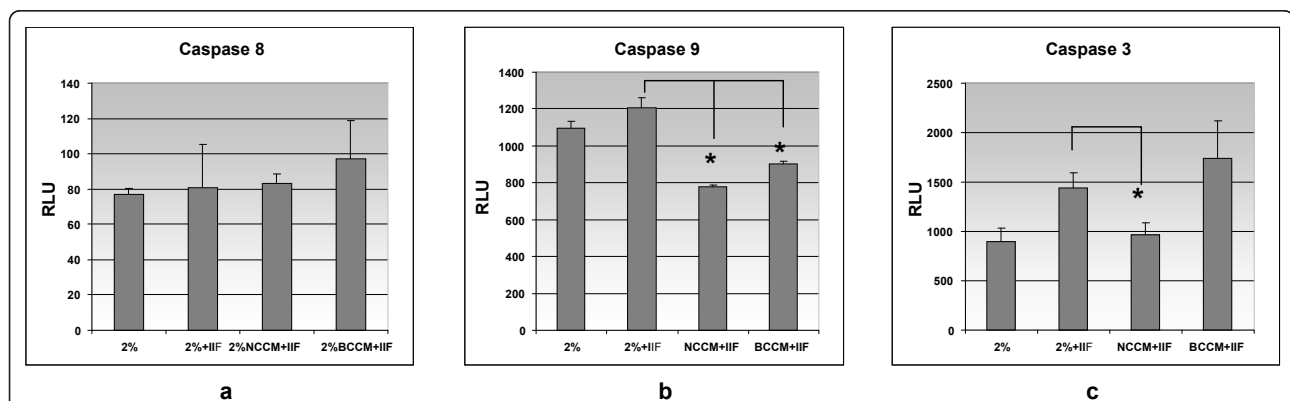 Caspase 8
140
120
100
80
60
40
20
0
RLU
2% 2%+IIF 2%NCCM+IIF 2%BCCM+IIF
a
Caspase 9
1400
1200
1000
800
600
400
200
0
RLU
* *
2% 2%+IIF NCCM+IIF BCCM+IIF
b
Caspase 3
2500
2000
1500
1000
500
0
RLU
*
2% 2%+IIF NCCM+IIF BCCM+IIF
c